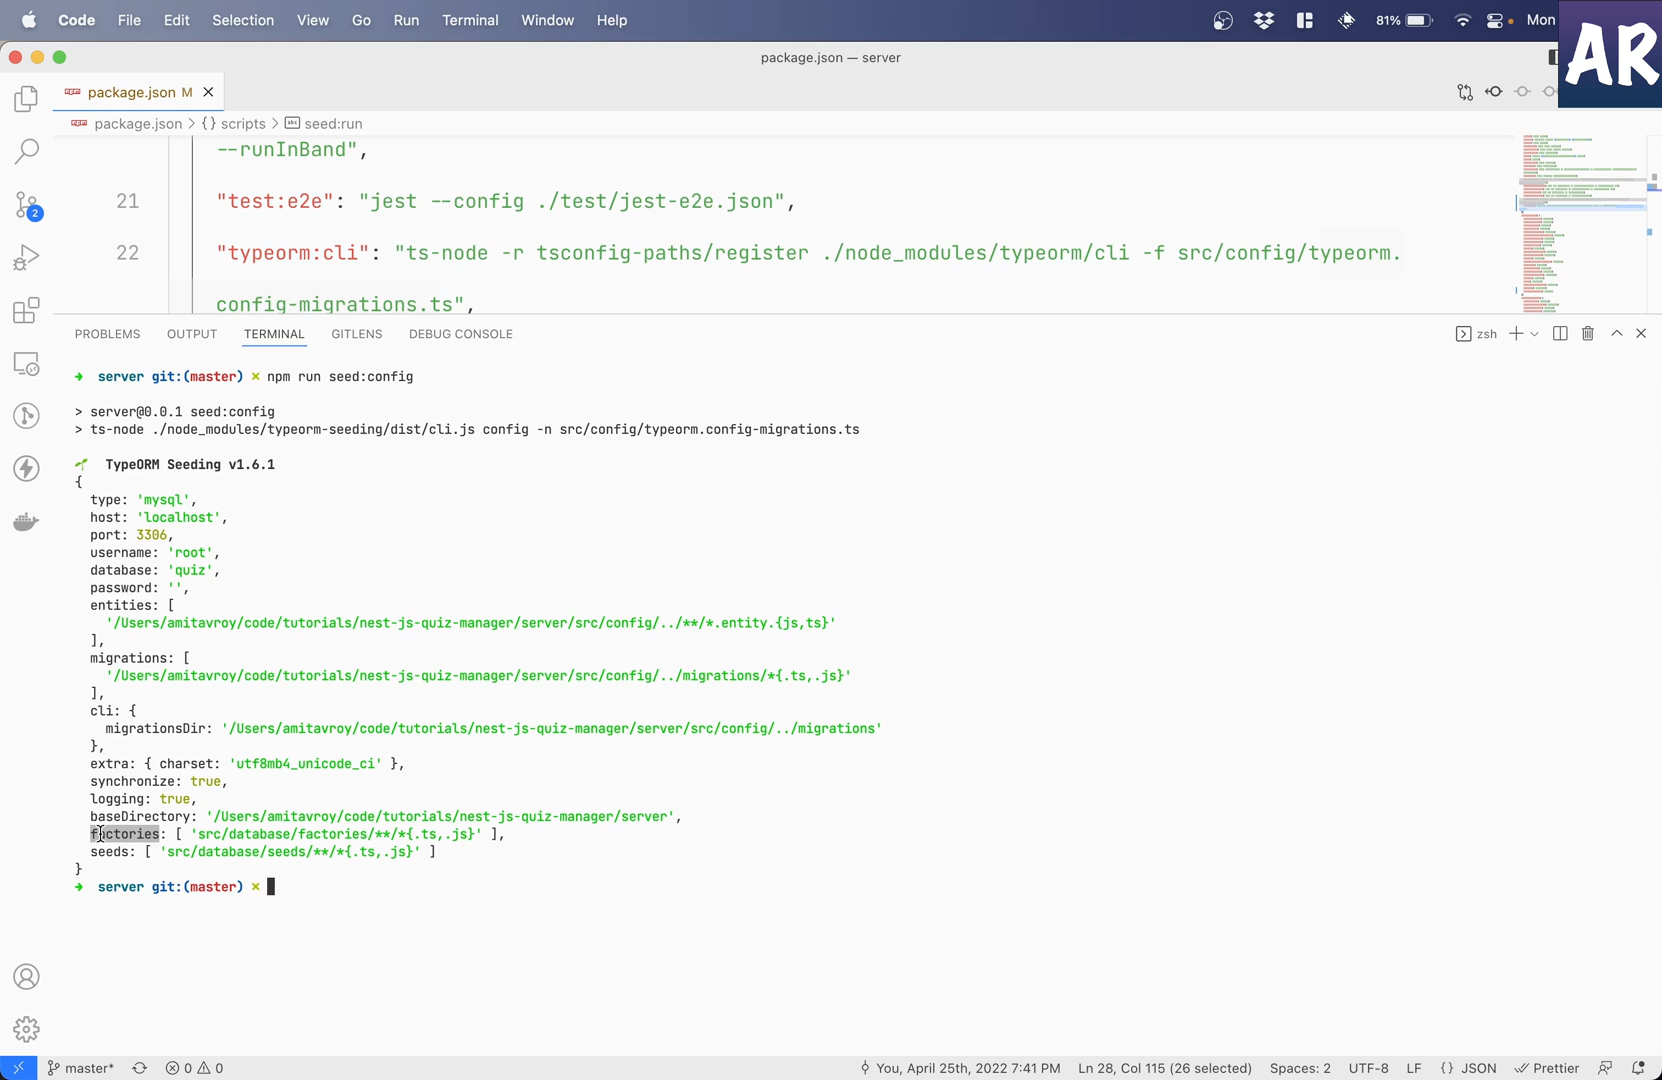 Code File Edit Selection View Go Run Terminal Window Help 81% Mon
AR
package.json — server
package.json M
package.json > {} scripts > seed:run
--runInBand",
21 "test:e2e": "jest --config ./test/jest-e2e.json",
22 "typeorm:cli": "ts-node -r tsconfig-paths/register ./node_modules/typeorm/cli -f src/config/typeorm.
config-migrations.ts",
2
PROBLEMS OUTPUT TERMINAL GITLENS DEBUG CONSOLE zsh
server git:(master) × npm run seed:config
> server@0.0.1 seed:config
> ts-node ./node_modules/typeorm-seeding/dist/cli.js config -n src/config/typeorm.config-migrations.ts
TypeORM Seeding v1.6.1
{
type: 'mysql',
host: 'localhost',
port: 3306,
username: 'root',
database: 'quiz',
password: '',
entities: [
'/Users/amitavroy/code/tutorials/nest-js-quiz-manager/server/src/config/../**/*.entity.{js,ts}'
],
migrations: [
'/Users/amitavroy/code/tutorials/nest-js-quiz-manager/server/src/config/../migrations/*{.ts,.js}'
],
cli: {
migrationsDir: '/Users/amitavroy/code/tutorials/nest-js-quiz-manager/server/src/config/../migrations'
},
extra: { charset: 'utf8mb4_unicode_ci' },
synchronize: true,
logging: true,
baseDirectory: '/Users/amitavroy/code/tutorials/nest-js-quiz-manager/server',
factories: [ 'src/database/factories/**/*{.ts,.js}' ],
seeds: [ 'src/database/seeds/**/*{.ts,.js}' ]
}
server git:(master) ×
master* 0 0 You, April 25th, 2022 7:41 PM Ln 28, Col 115 (26 selected) Spaces: 2 UTF-8 LF {} JSON Prettier